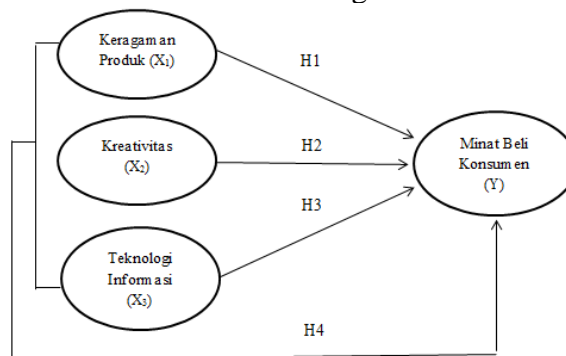 Keragaman
Produk (X₁)
H1
Kreativitas
(X₂)
H2
Minat Beli
Konsumen
(Y)
H3
Teknologi
Informasi
(X₃)
H4